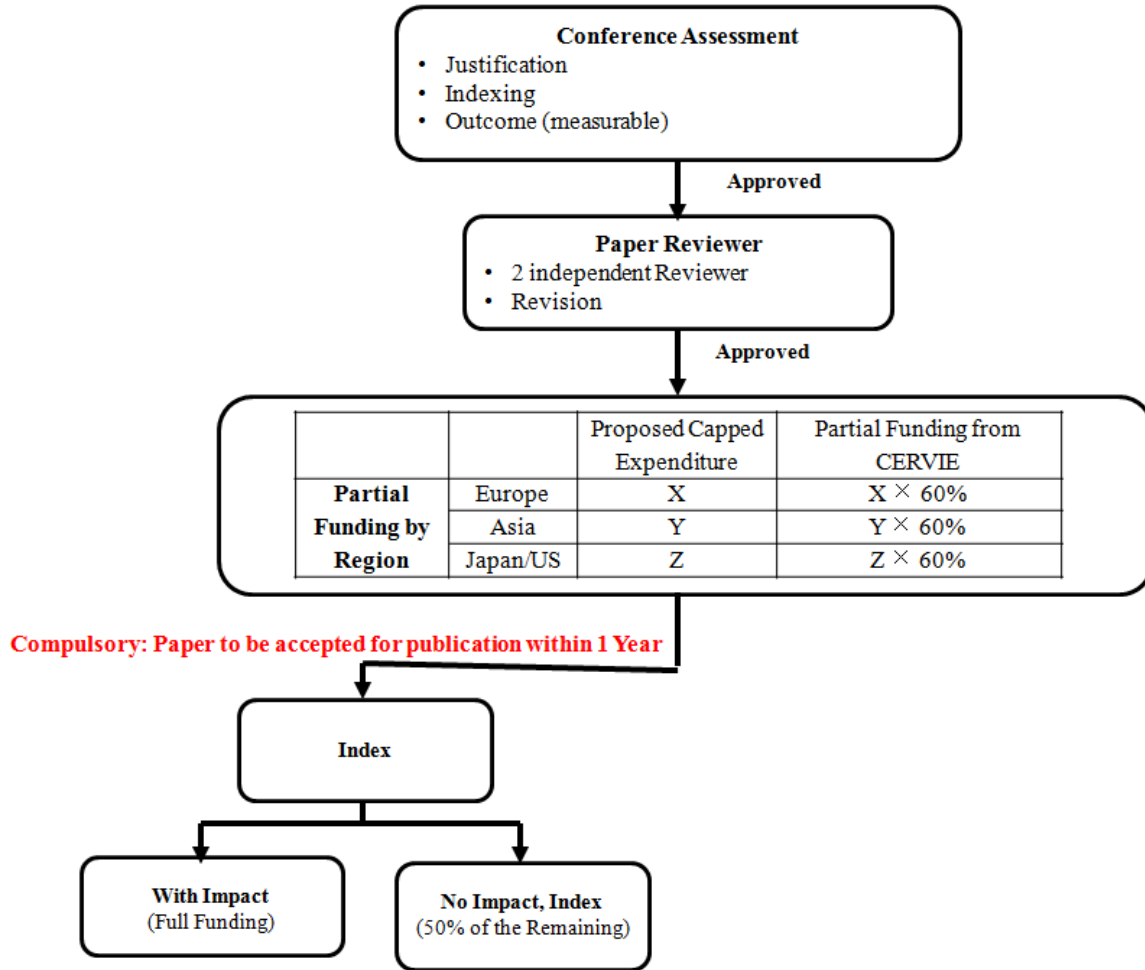 Conference Assessment
• Justification
• Indexing
• Outcome (measurable)
Approved
Paper Reviewer
• 2 independent Reviewer
• Revision
Approved
Proposed Capped
Expenditure
Partial Funding from
CERVIE
Partial
Funding by
Region
Europe X X × 60%
Asia Y Y × 60%
Japan/US Z Z × 60%
Compulsory: Paper to be accepted for publication within 1 Year
Index
With Impact
(Full Funding)
No Impact, Index
(50% of the Remaining)